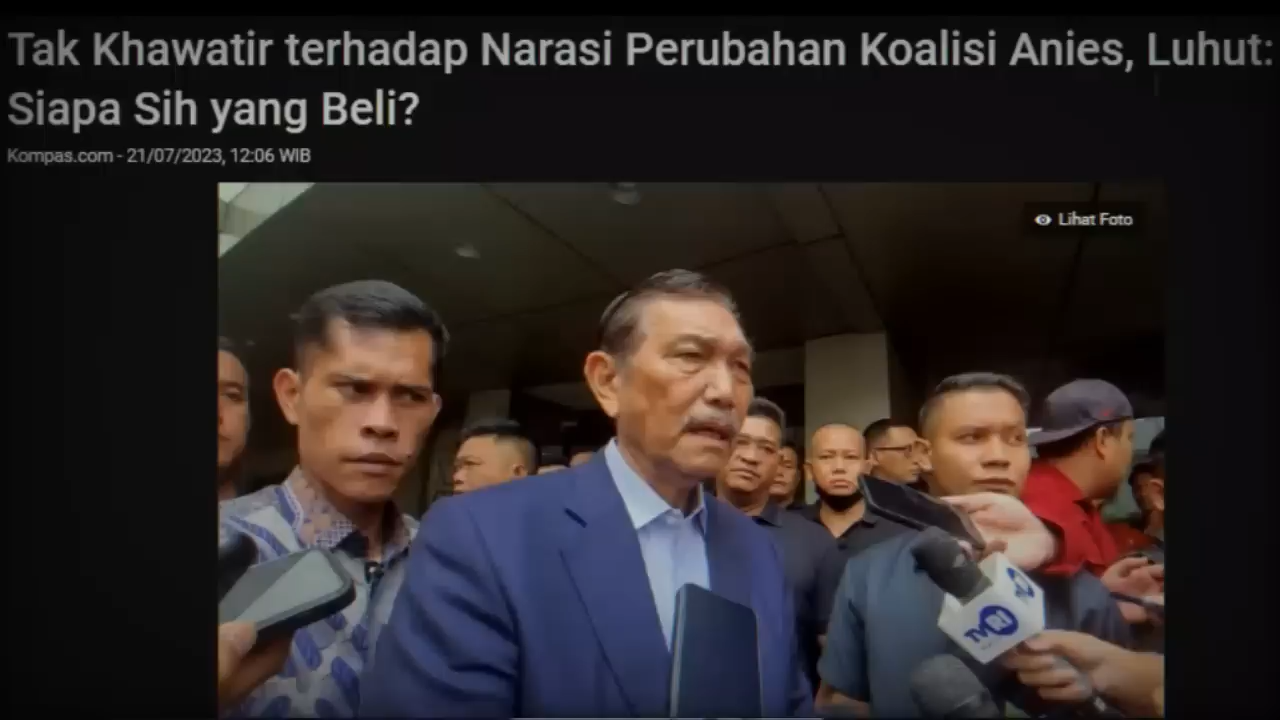 Tak Khawatir terhadap Narasi Perubahan Koalisi Anies, Luhut:
Siapa Sih yang Beli?
Kompas.com - 21/07/2023, 12:06 WIB
Lihat Foto